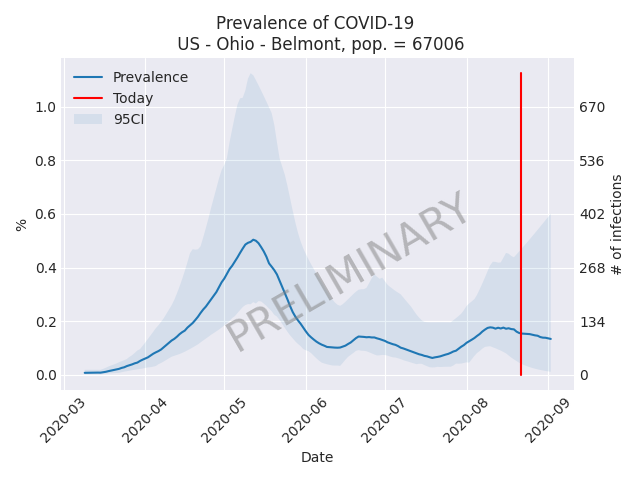 Prevalence of COVID-19
US - Ohio - Belmont, pop. = 67006
Prevalence
Today
95CI
1.0
0.8
0.6
0.4
0.2
0.0
%
670
536
402
268
134
0
# of infections
PRELIMINARY
2020-03
2020-04
2020-05
2020-06
2020-07
2020-08
2020-09
Date